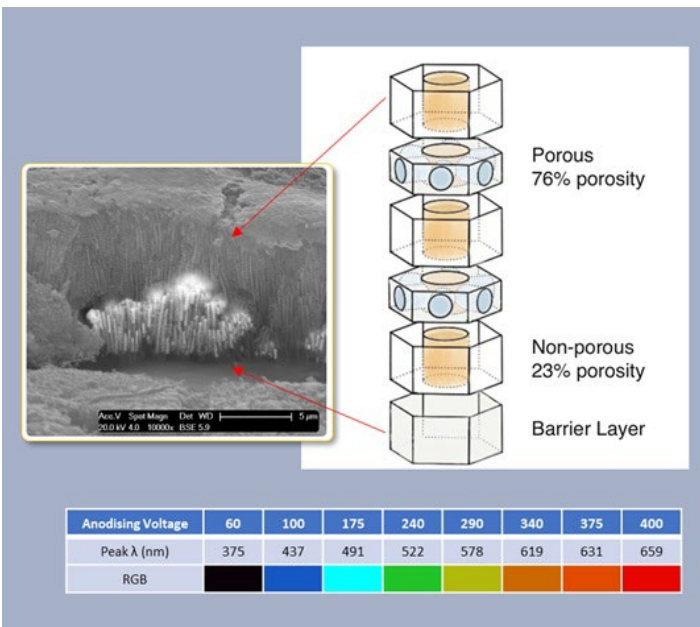 Porous
76% porosity
Non-porous
23% porosity
Barrier Layer
Acc.V Spot Magn Det WD 5 µm
20.0 kV 4.0 10000x BSE 5.9
Anodising Voltage 60 100 175 240 290 340 375 400
Peak λ (nm) 375 437 491 522 578 619 631 659
RGB